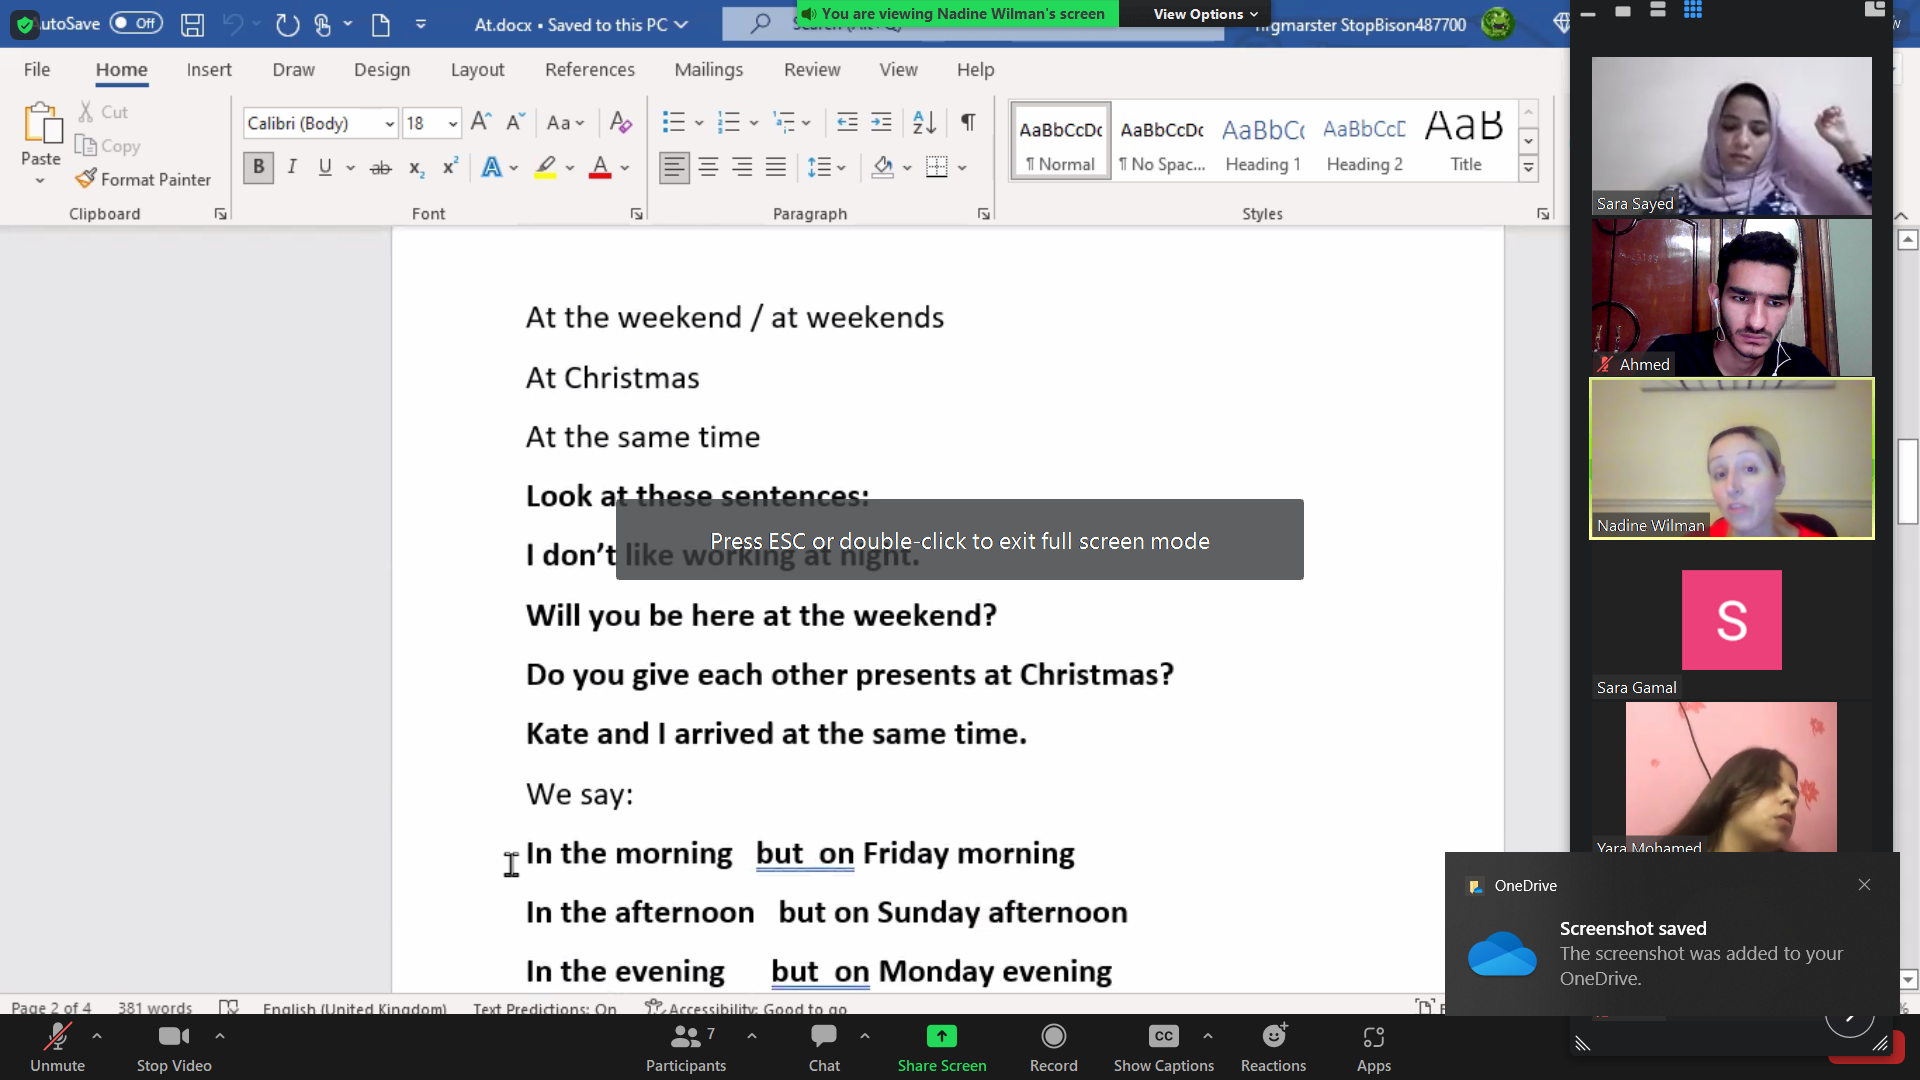 AutoSave Off
At.docx • Saved to this PC
You are viewing Nadine Wilman's screen
View Options
StopBison487700
File Home Insert Draw Design Layout References Mailings Review View Help
Paste
Cut
Copy
Format Painter
Clipboard
Calibri (Body) 18
Font
Paragraph
AaBbCcDc
¶ Normal
AaBbCcDc
¶ No Spac...
AaBbC
Heading 1
AaBbCcD
Heading 2
AaB
Title
Styles
At the weekend / at weekends
At Christmas
At the same time
Look at these sentences:
I don’t like working at night.
Press ESC or double-click to exit full screen mode
Will you be here at the weekend?
Do you give each other presents at Christmas?
Kate and I arrived at the same time.
We say:
In the morning but on Friday morning
In the afternoon but on Sunday afternoon
In the evening but on Monday evening
Page 2 of 4 381 words English (United Kingdom) Text Predictions: On Accessibility: Good to go
Sara Sayed
Ahmed
Nadine Wilman
S
Sara Gamal
Yara Mohamed
OneDrive
Screenshot saved
The screenshot was added to your
OneDrive.
Unmute
Stop Video
Participants 7
Chat
Share Screen
Record
CC
Show Captions
Reactions
Apps